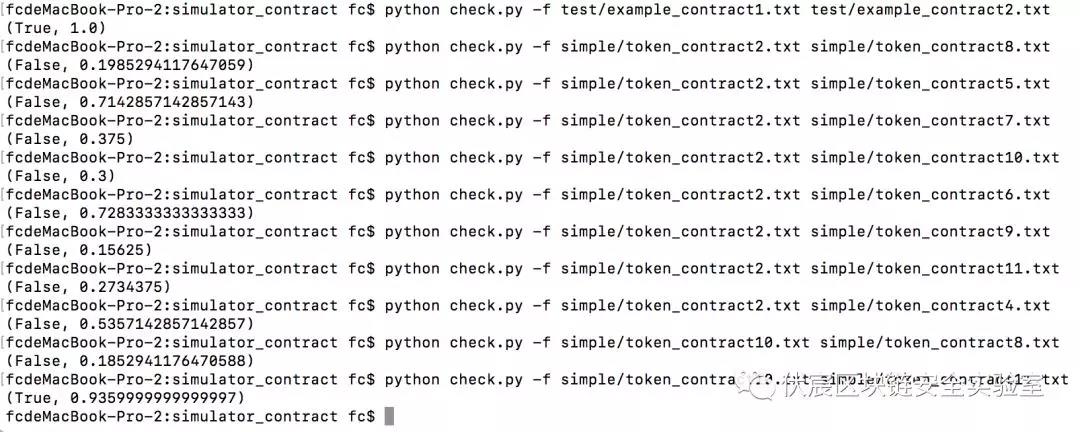 [fcdeMacBook-Pro-2:simulator_contract fc$ python check.py -f test/example_contract1.txt test/example_contract2.txt
(True, 1.0)
[fcdeMacBook-Pro-2:simulator_contract fc$ python check.py -f simple/token_contract2.txt simple/token_contract8.txt
(False, 0.1985294117647059)
[fcdeMacBook-Pro-2:simulator_contract fc$ python check.py -f simple/token_contract2.txt simple/token_contract5.txt
(False, 0.7142857142857143)
[fcdeMacBook-Pro-2:simulator_contract fc$ python check.py -f simple/token_contract2.txt simple/token_contract7.txt
(False, 0.375)
[fcdeMacBook-Pro-2:simulator_contract fc$ python check.py -f simple/token_contract2.txt simple/token_contract10.txt
(False, 0.3)
[fcdeMacBook-Pro-2:simulator_contract fc$ python check.py -f simple/token_contract2.txt simple/token_contract6.txt
(False, 0.7283333333333333)
[fcdeMacBook-Pro-2:simulator_contract fc$ python check.py -f simple/token_contract2.txt simple/token_contract9.txt
(False, 0.15625)
[fcdeMacBook-Pro-2:simulator_contract fc$ python check.py -f simple/token_contract2.txt simple/token_contract11.txt
(False, 0.2734375)
[fcdeMacBook-Pro-2:simulator_contract fc$ python check.py -f simple/token_contract2.txt simple/token_contract4.txt
(False, 0.5357142857142857)
[fcdeMacBook-Pro-2:simulator_contract fc$ python check.py -f simple/token_contract10.txt simple/token_contract8.txt
(False, 0.1852941176470588)
[fcdeMacBook-Pro-2:simulator_contract fc$ python check.py -f
(True, 0.9359999999999997)
伏宸区块链安全实验室
fcdeMacBook-Pro-2:simulator_contract fc$